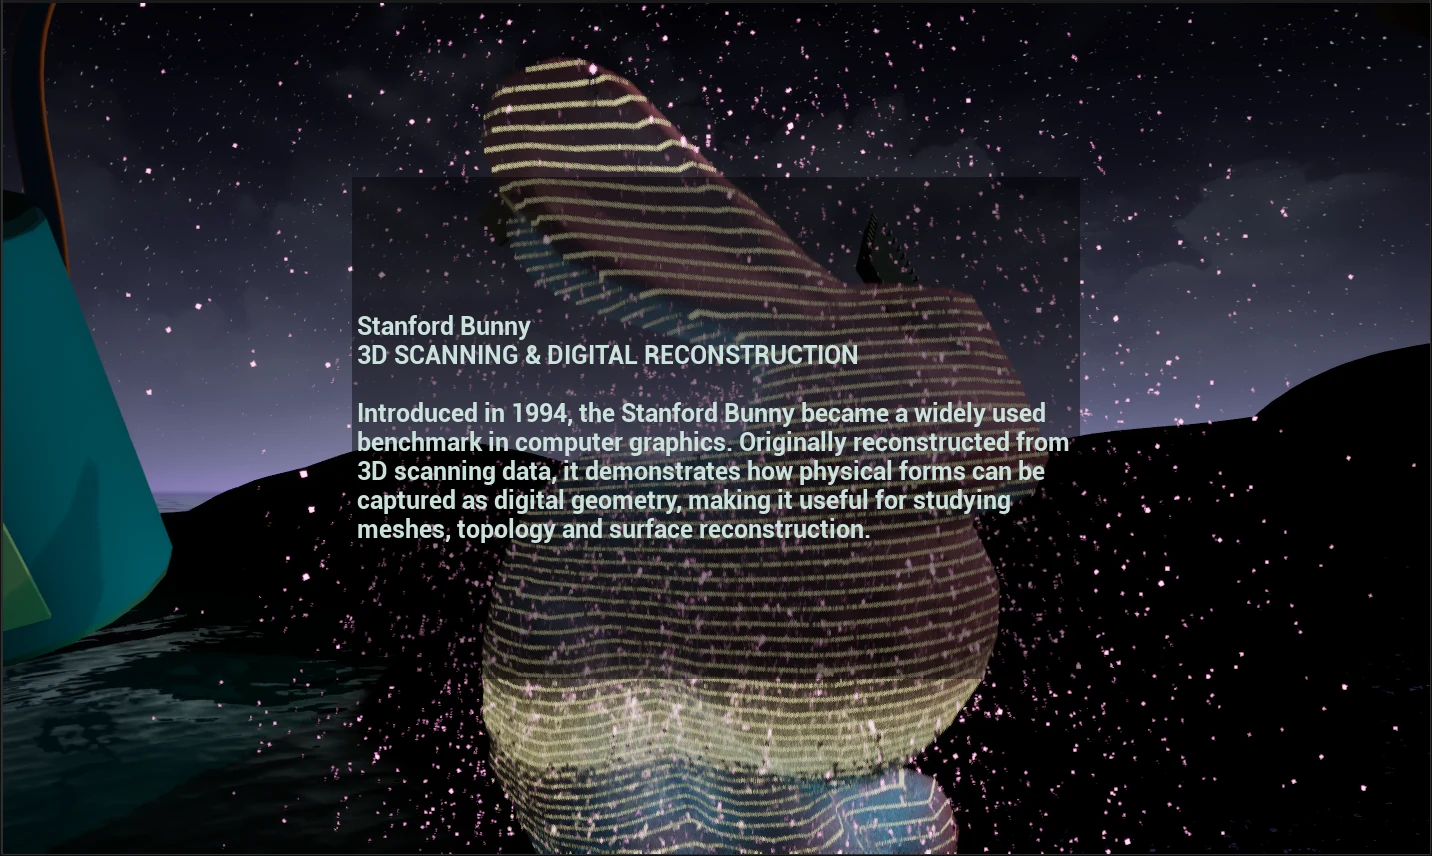 Stanford Bunny
3D SCANNING & DIGITAL RECONSTRUCTION
Introduced in 1994, the Stanford Bunny became a widely used
benchmark in computer graphics. Originally reconstructed from
3D scanning data, it demonstrates how physical forms can be
captured as digital geometry, making it useful for studying
meshes, topology and surface reconstruction.